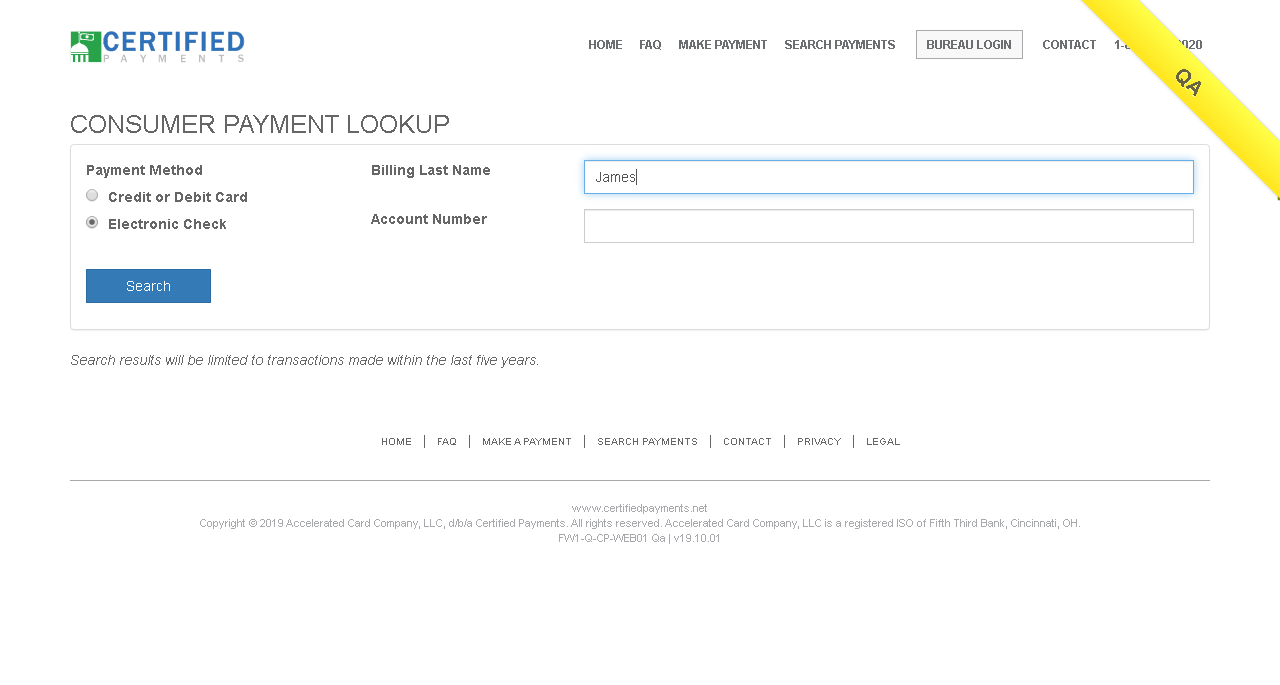 CERTIFIED
PAYMENTS
HOME FAQ MAKE PAYMENT SEARCH PAYMENTS BUREAU LOGIN CONTACT
QA
CONSUMER PAYMENT LOOKUP
Payment Method
Credit or Debit Card
Electronic Check
Billing Last Name
James
Account Number
Search
Search results will be limited to transactions made within the last five years.
HOME | FAQ | MAKE A PAYMENT | SEARCH PAYMENTS | CONTACT | PRIVACY | LEGAL
www.certifiedpayments.net
Copyright © 2019 Accelerated Card Company, LLC, d/b/a Certified Payments. All rights reserved. Accelerated Card Company, LLC is a registered ISO of Fifth Third Bank, Cincinnati, OH.
FW1-Q-CP-WEB01 Qa | v19.10.01